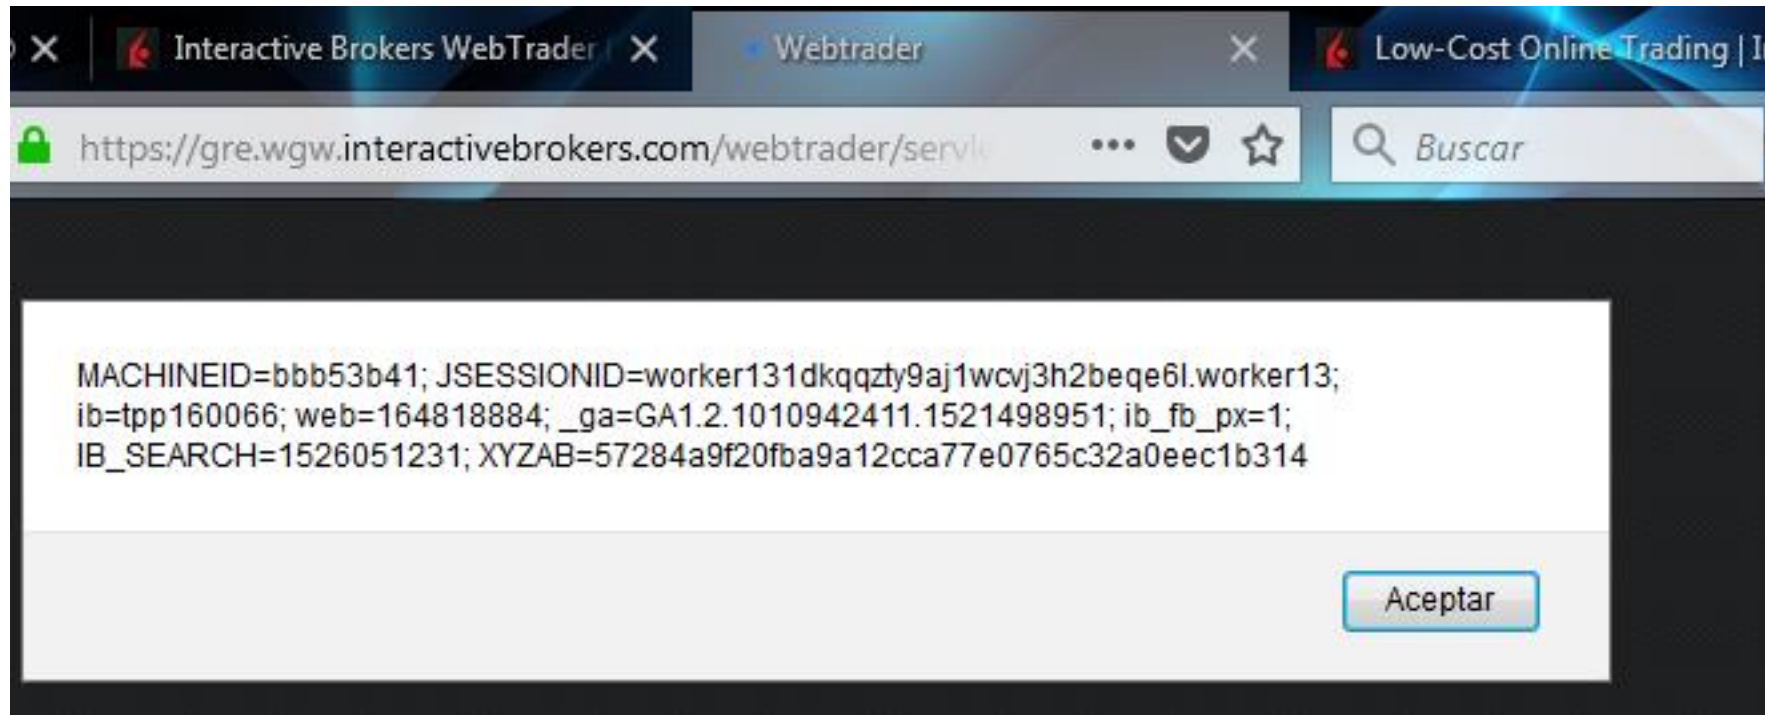 Interactive Brokers WebTrader
Webtrader
Low-Cost Online Trading |
https://gre.wgw.interactivebrokers.com/webtrader/servle
Buscar
MACHINEID=bbb53b41; JSESSIONID=worker131dkqqzty9aj1wcvj3h2beqe6l.worker13;
ib=tpp160066; web=164818884; _ga=GA1.2.1010942411.1521498951; ib_fb_px=1;
IB_SEARCH=1526051231; XYZAB=57284a9f20fba9a12cca77e0765c32a0eec1b314
Aceptar